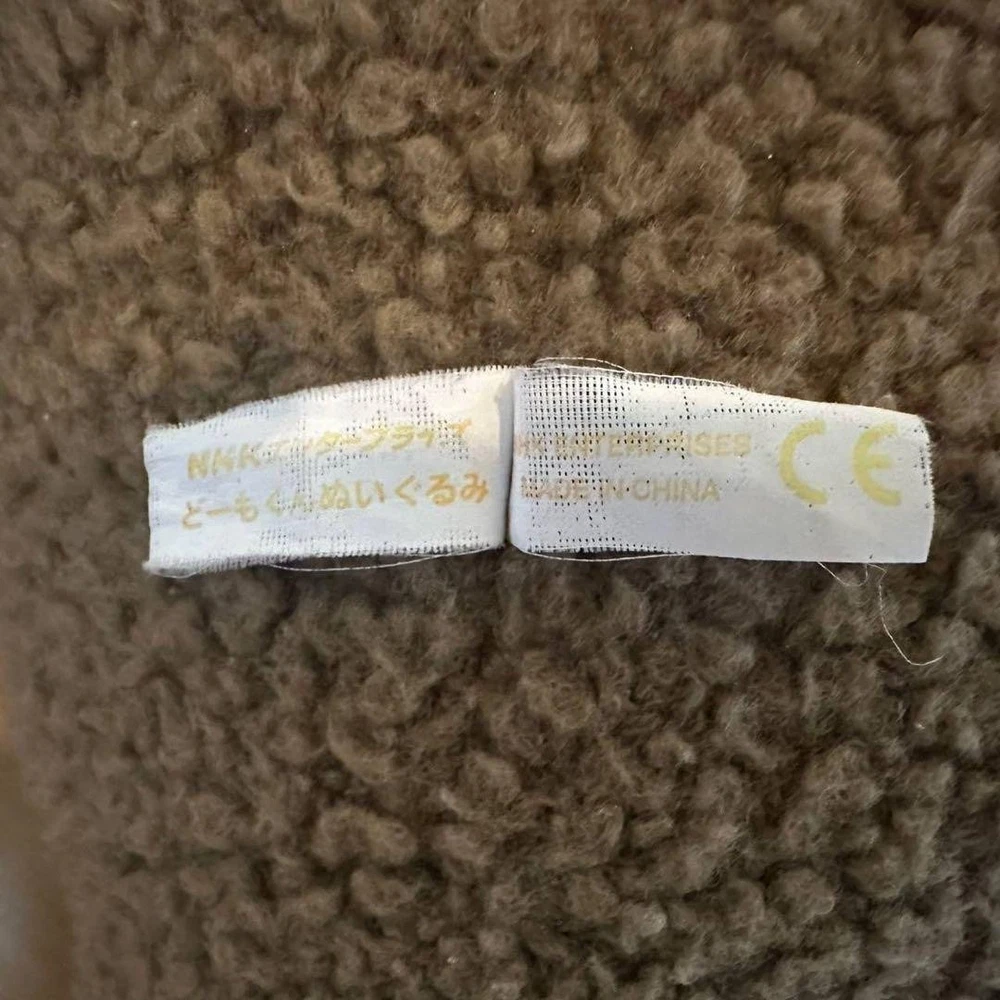 NHKエンタープライズ
どーもくんぬいぐるみ
HK ENTERPRISES
MADE IN CHINA
CE